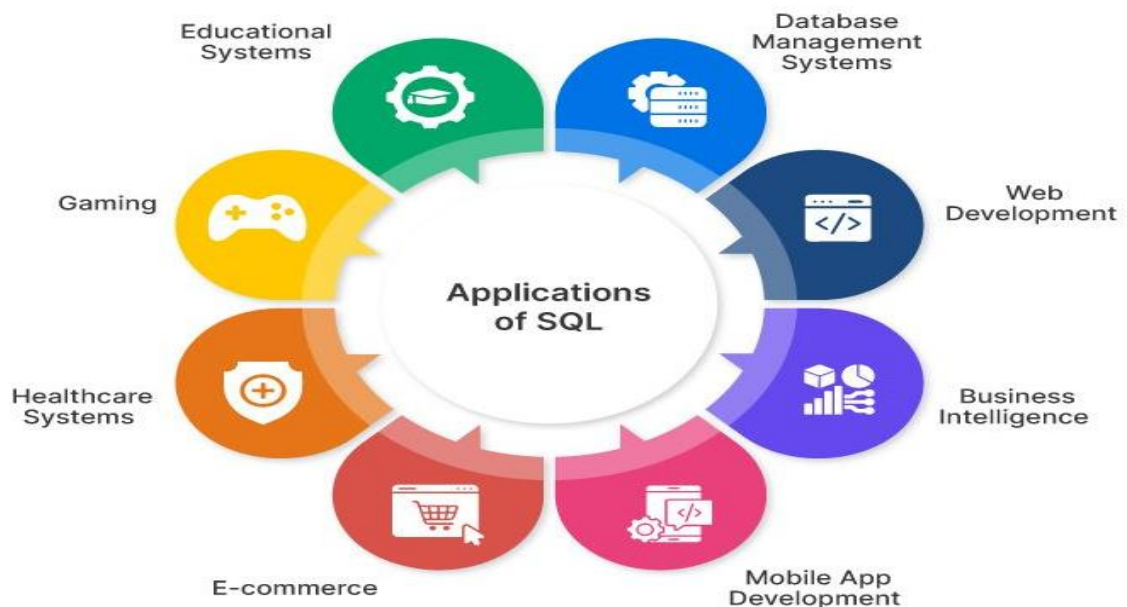 Educational
Systems
Database
Management
Systems
Gaming
Web
Development
Applications
of SQL
Healthcare
Systems
Business
Intelligence
E-commerce
Mobile App
Development